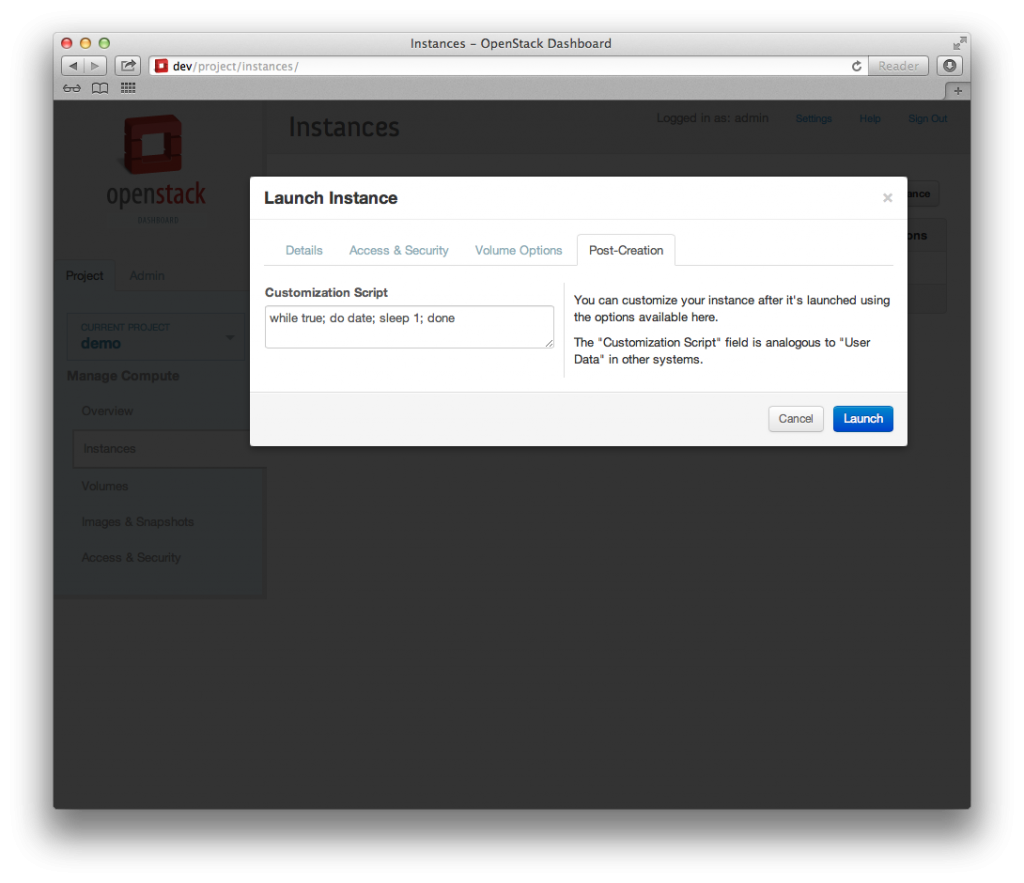 Instances – OpenStack Dashboard
dev/project/instances/
Reader
Instances
Logged in as: admin
Settings
Help
Sign Out
openstack
DASHBOARD
Project
Admin
CURRENT PROJECT
demo
Manage Compute
Overview
Instances
Volumes
Images & Snapshots
Access & Security
ance
ons
Launch Instance
×
Details
Access & Security
Volume Options
Post-Creation
Customization Script
while true; do date; sleep 1; done
You can customize your instance after it's launched using
the options available here.
The "Customization Script" field is analogous to "User
Data" in other systems.
Cancel
Launch